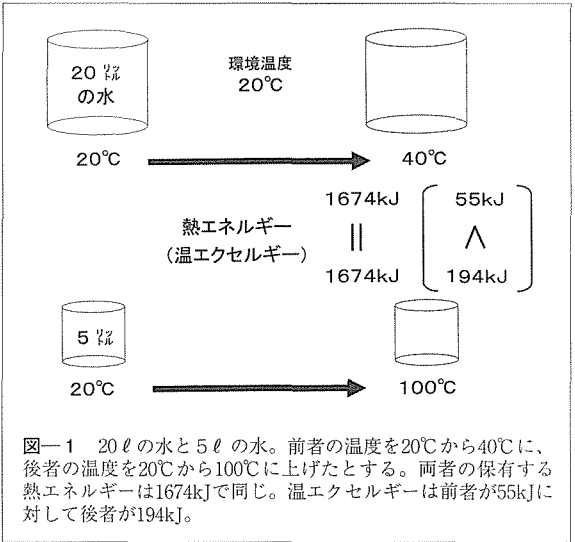 20 リットル
の水
環境温度
20℃
20℃
40℃
熱エネルギー
(温エクセルギー)
1674kJ
55kJ
||
∧
1674kJ
194kJ
5 リットル
20℃
100℃
図―1 20ℓの水と5ℓの水。前者の温度を20℃から40℃に、
後者の温度を20℃から100℃に上げたとする。両者の保有する
熱エネルギーは1674kJで同じ。温エクセルギーは前者が55kJに
対して後者が194kJ。